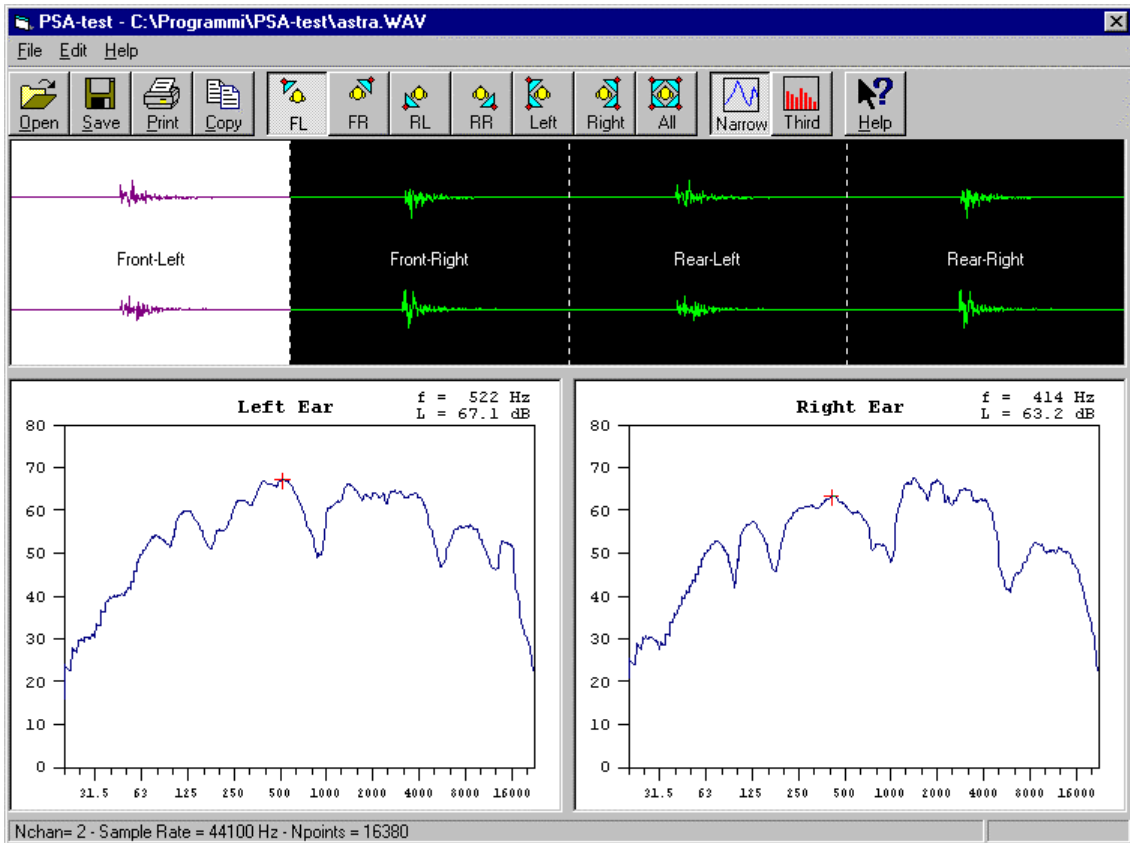 PSA-test - C:\Programmi\PSA-test\astra.WAV
File Edit Help
Open Save Print Copy FL FR RL RR Left Right All Narrow Third Help
Front-Left Front-Right Rear-Left Rear-Right
Left Ear
f = 522 Hz
L = 67.1 dB
80
70
60
50
40
30
20
10
0
31.5 63 125 250 500 1000 2000 4000 8000 16000
Right Ear
f = 414 Hz
L = 63.2 dB
80
70
60
50
40
30
20
10
0
31.5 63 125 250 500 1000 2000 4000 8000 16000
Nchan= 2 - Sample Rate = 44100 Hz - Npoints = 16380